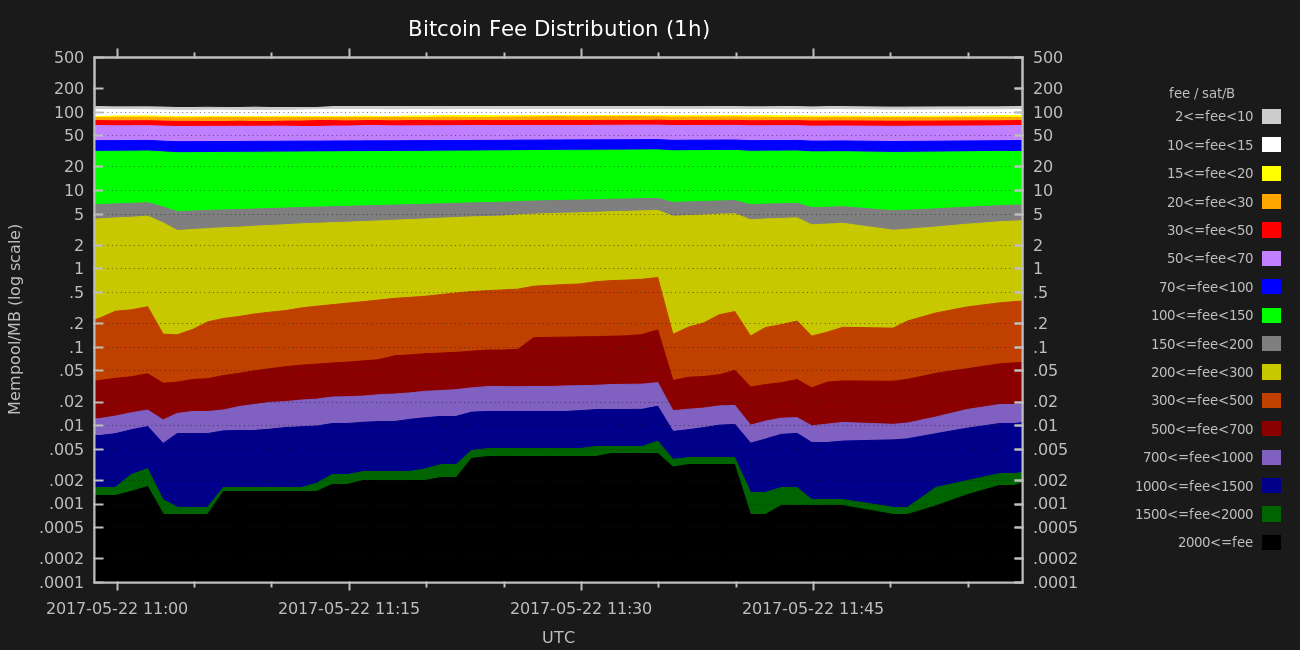 Bitcoin Fee Distribution (1h)
500
200
100
50
20
10
5
2
1
.5
.2
.1
.05
.02
.01
.005
.002
.001
.0005
.0002
.0001
Mempool/MB (log scale)
500
200
100
50
20
10
5
2
1
.5
.2
.1
.05
.02
.01
.005
.002
.001
.0005
.0002
.0001
2017-05-22 11:00
2017-05-22 11:15
2017-05-22 11:30
2017-05-22 11:45
UTC
fee / sat/B
2<=fee<10
10<=fee<15
15<=fee<20
20<=fee<30
30<=fee<50
50<=fee<70
70<=fee<100
100<=fee<150
150<=fee<200
200<=fee<300
300<=fee<500
500<=fee<700
700<=fee<1000
1000<=fee<1500
1500<=fee<2000
2000<=fee